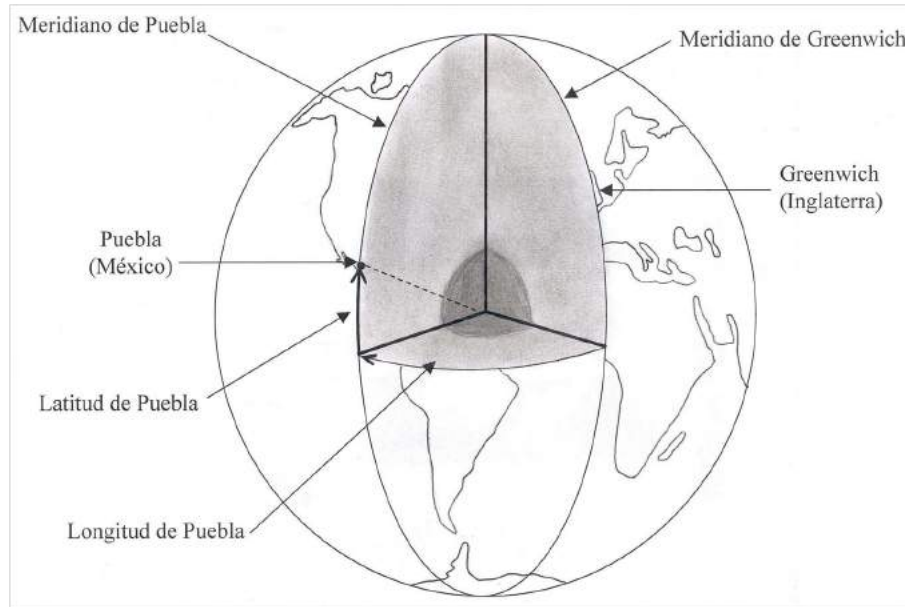 Meridiano de Puebla
Meridiano de Greenwich
Greenwich
(Inglaterra)
Puebla
(México)
Latitud de Puebla
Longitud de Puebla